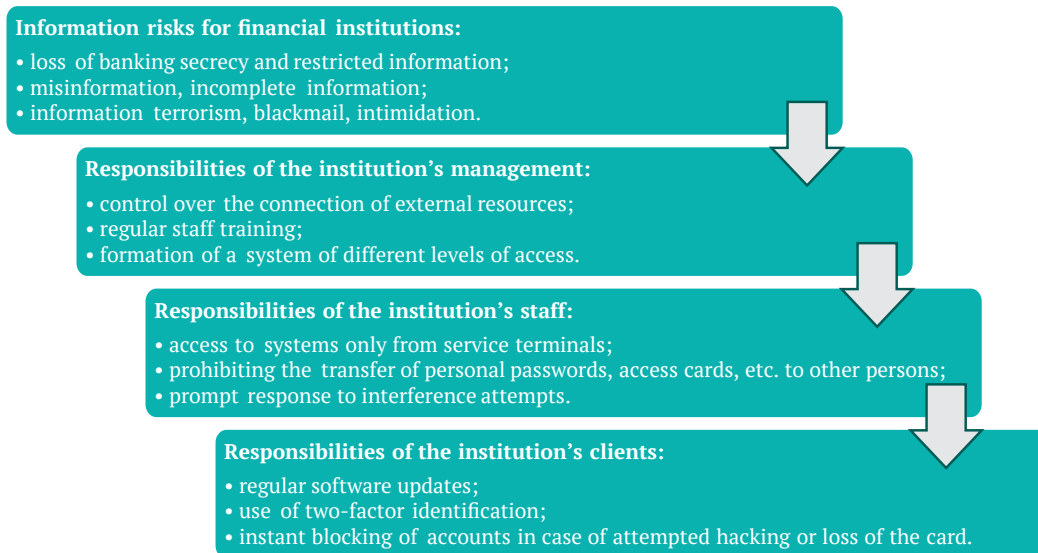 Information risks for financial institutions:
• loss of banking secrecy and restricted information;
• misinformation, incomplete information;
• information terrorism, blackmail, intimidation.
Responsibilities of the institution’s management:
• control over the connection of external resources;
• regular staff training;
• formation of a system of different levels of access.
Responsibilities of the institution’s staff:
• access to systems only from service terminals;
• prohibiting the transfer of personal passwords, access cards, etc. to other persons;
• prompt response to interference attempts.
Responsibilities of the institution’s clients:
• regular software updates;
• use of two-factor identification;
• instant blocking of accounts in case of attempted hacking or loss of the card.